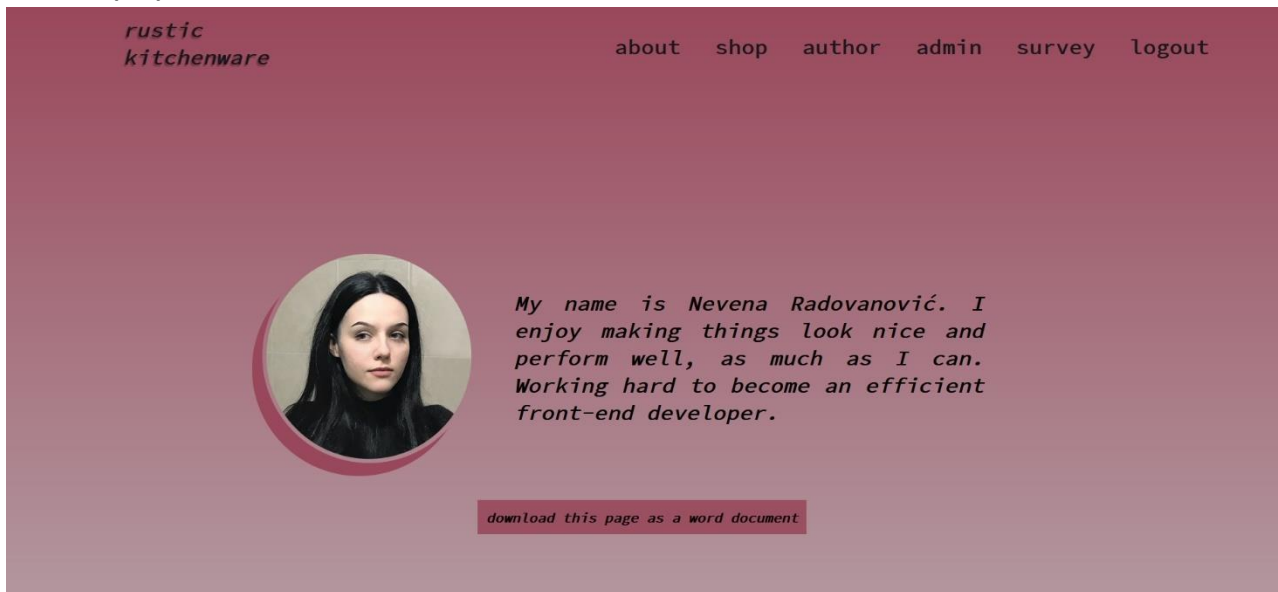 rustic
kitchenware
about shop author admin survey logout
My name is Nevena Radovanović. I
enjoy making things look nice and
perform well, as much as I can.
Working hard to become an efficient
front-end developer.
download this page as a word document